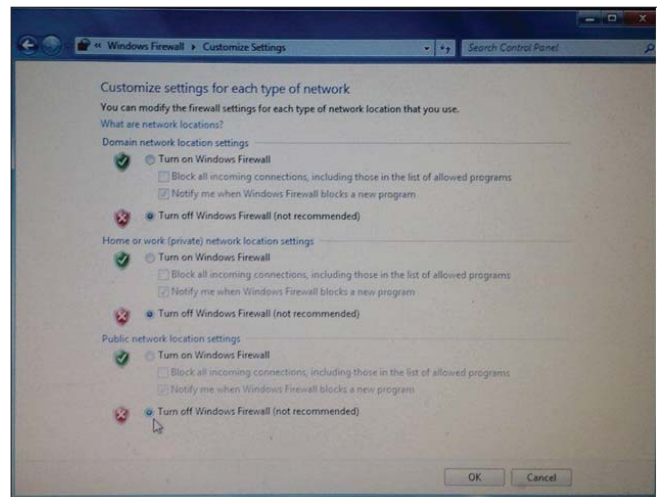 « Windows Firewall ▸ Customize Settings
Search Control Panel
Customize settings for each type of network
You can modify the firewall settings for each type of network location that you use.
What are network locations?
Domain network location settings
Turn on Windows Firewall
Block all incoming connections, including those in the list of allowed programs
Notify me when Windows Firewall blocks a new program
Turn off Windows Firewall (not recommended)
Home or work (private) network location settings
Turn on Windows Firewall
Block all incoming connections, including those in the list of allowed programs
Notify me when Windows Firewall blocks a new program
Turn off Windows Firewall (not recommended)
Public network location settings
Turn on Windows Firewall
Block all incoming connections, including those in the list of allowed programs
Notify me when Windows Firewall blocks a new program
Turn off Windows Firewall (not recommended)
OK Cancel